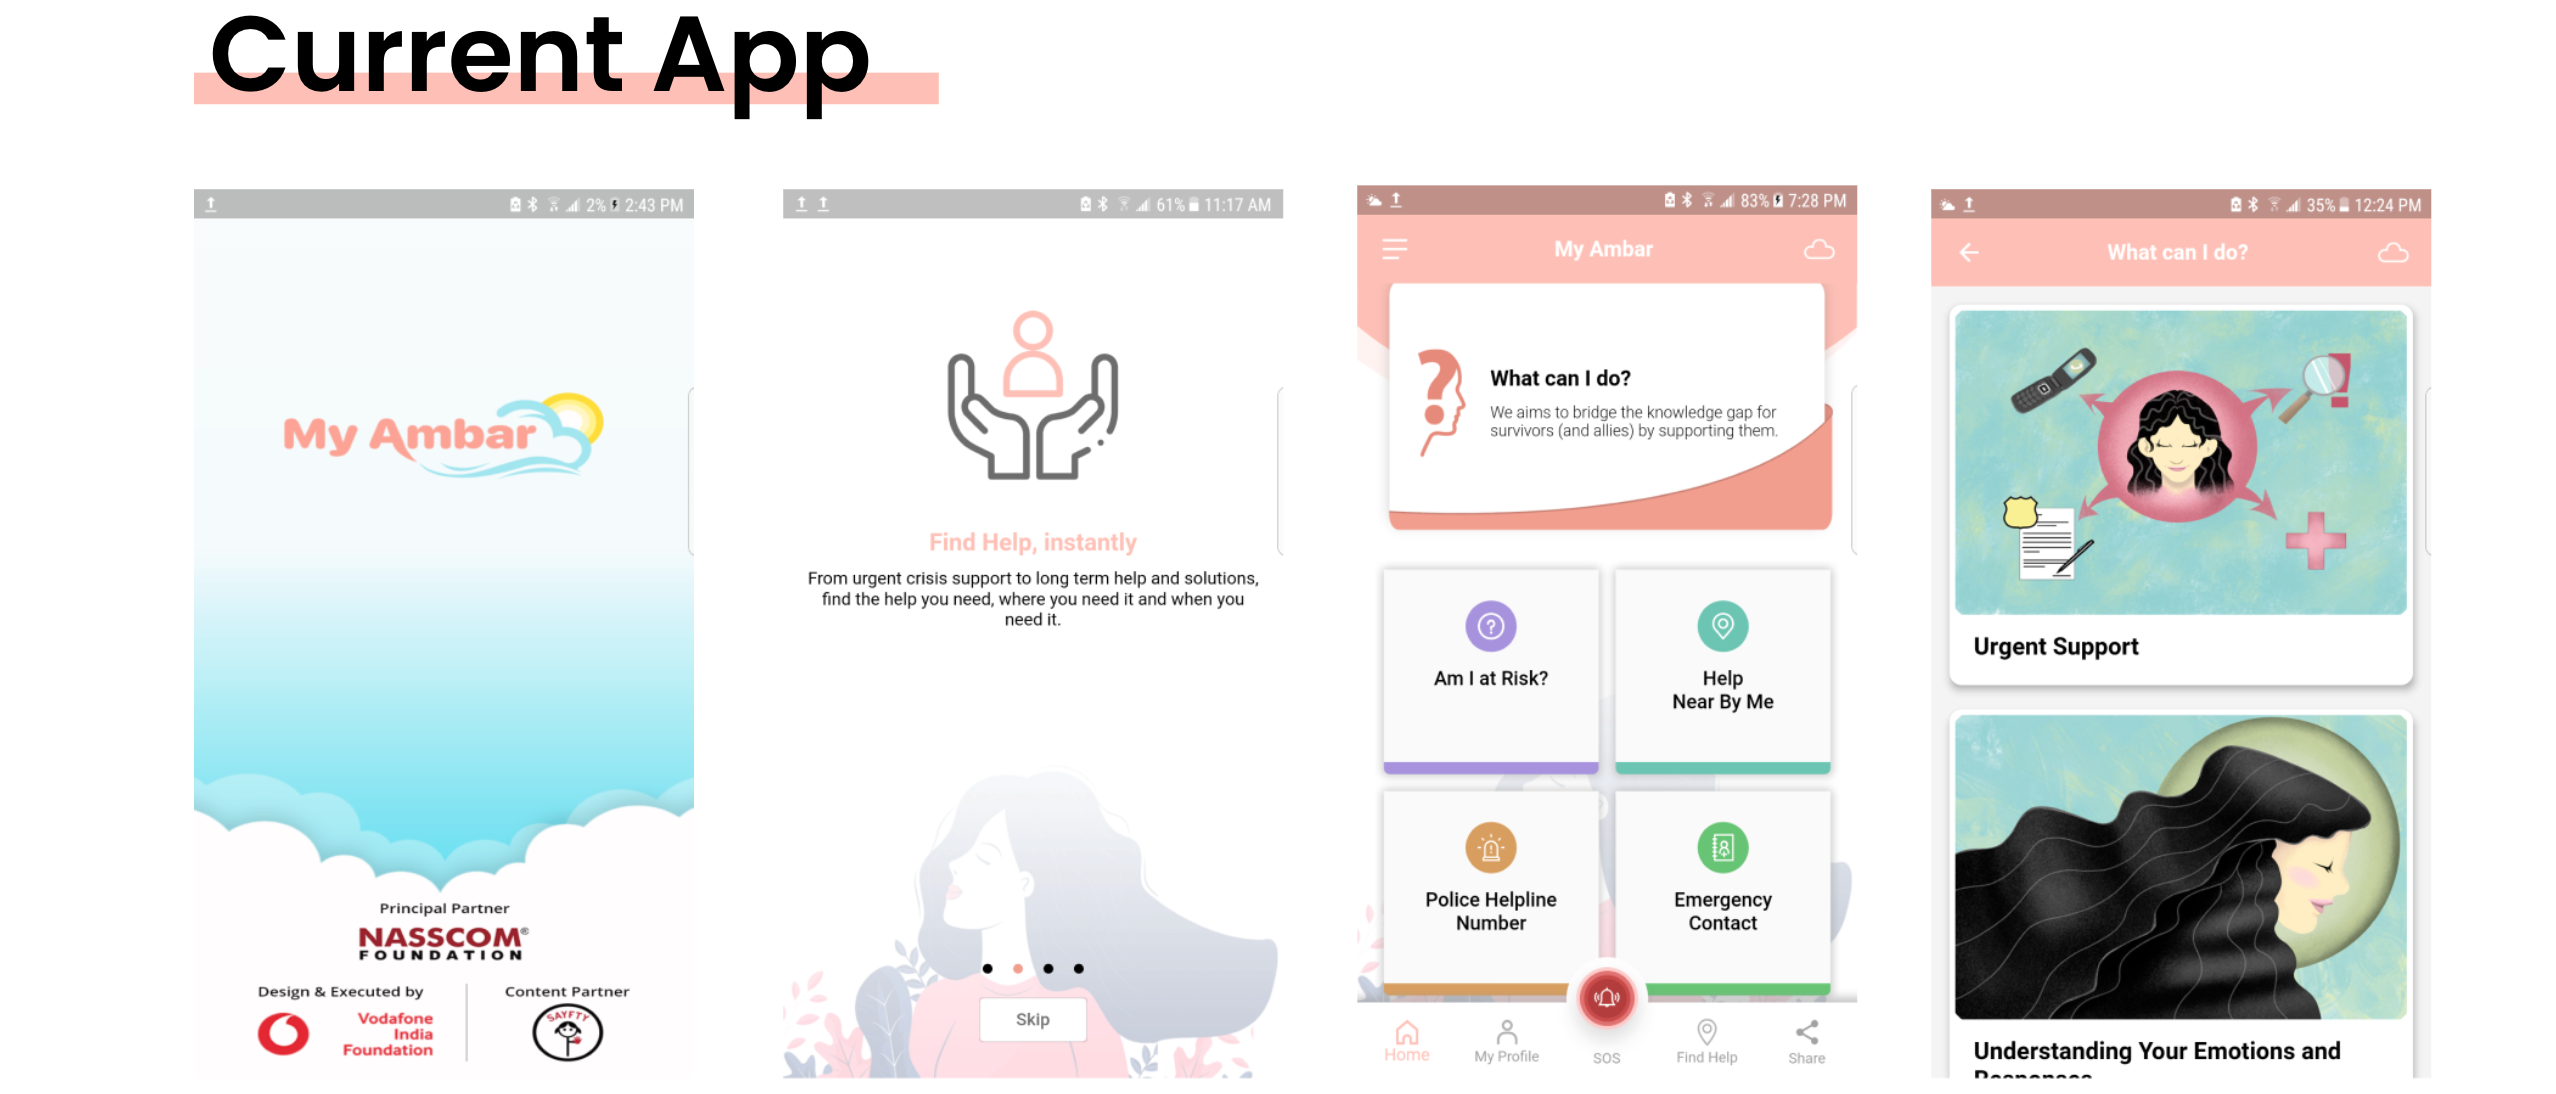 Current App
2% 2:43 PM
My Ambar
Principal Partner
NASSCOM®
FOUNDATION
Design & Executed by
Vodafone
India
Foundation
Content Partner
SAYFTY
61% 11:17 AM
Find Help, instantly
From urgent crisis support to long term help and solutions,
find the help you need, where you need it and when you
need it.
Skip
83% 7:28 PM
My Ambar
What can I do?
We aims to bridge the knowledge gap for
survivors (and allies) by supporting them.
Am I at Risk?
Help
Near By Me
Police Helpline
Number
Emergency
Contact
Home
My Profile
SOS
Find Help
Share
35% 12:24 PM
What can I do?
Urgent Support
Understanding Your Emotions and